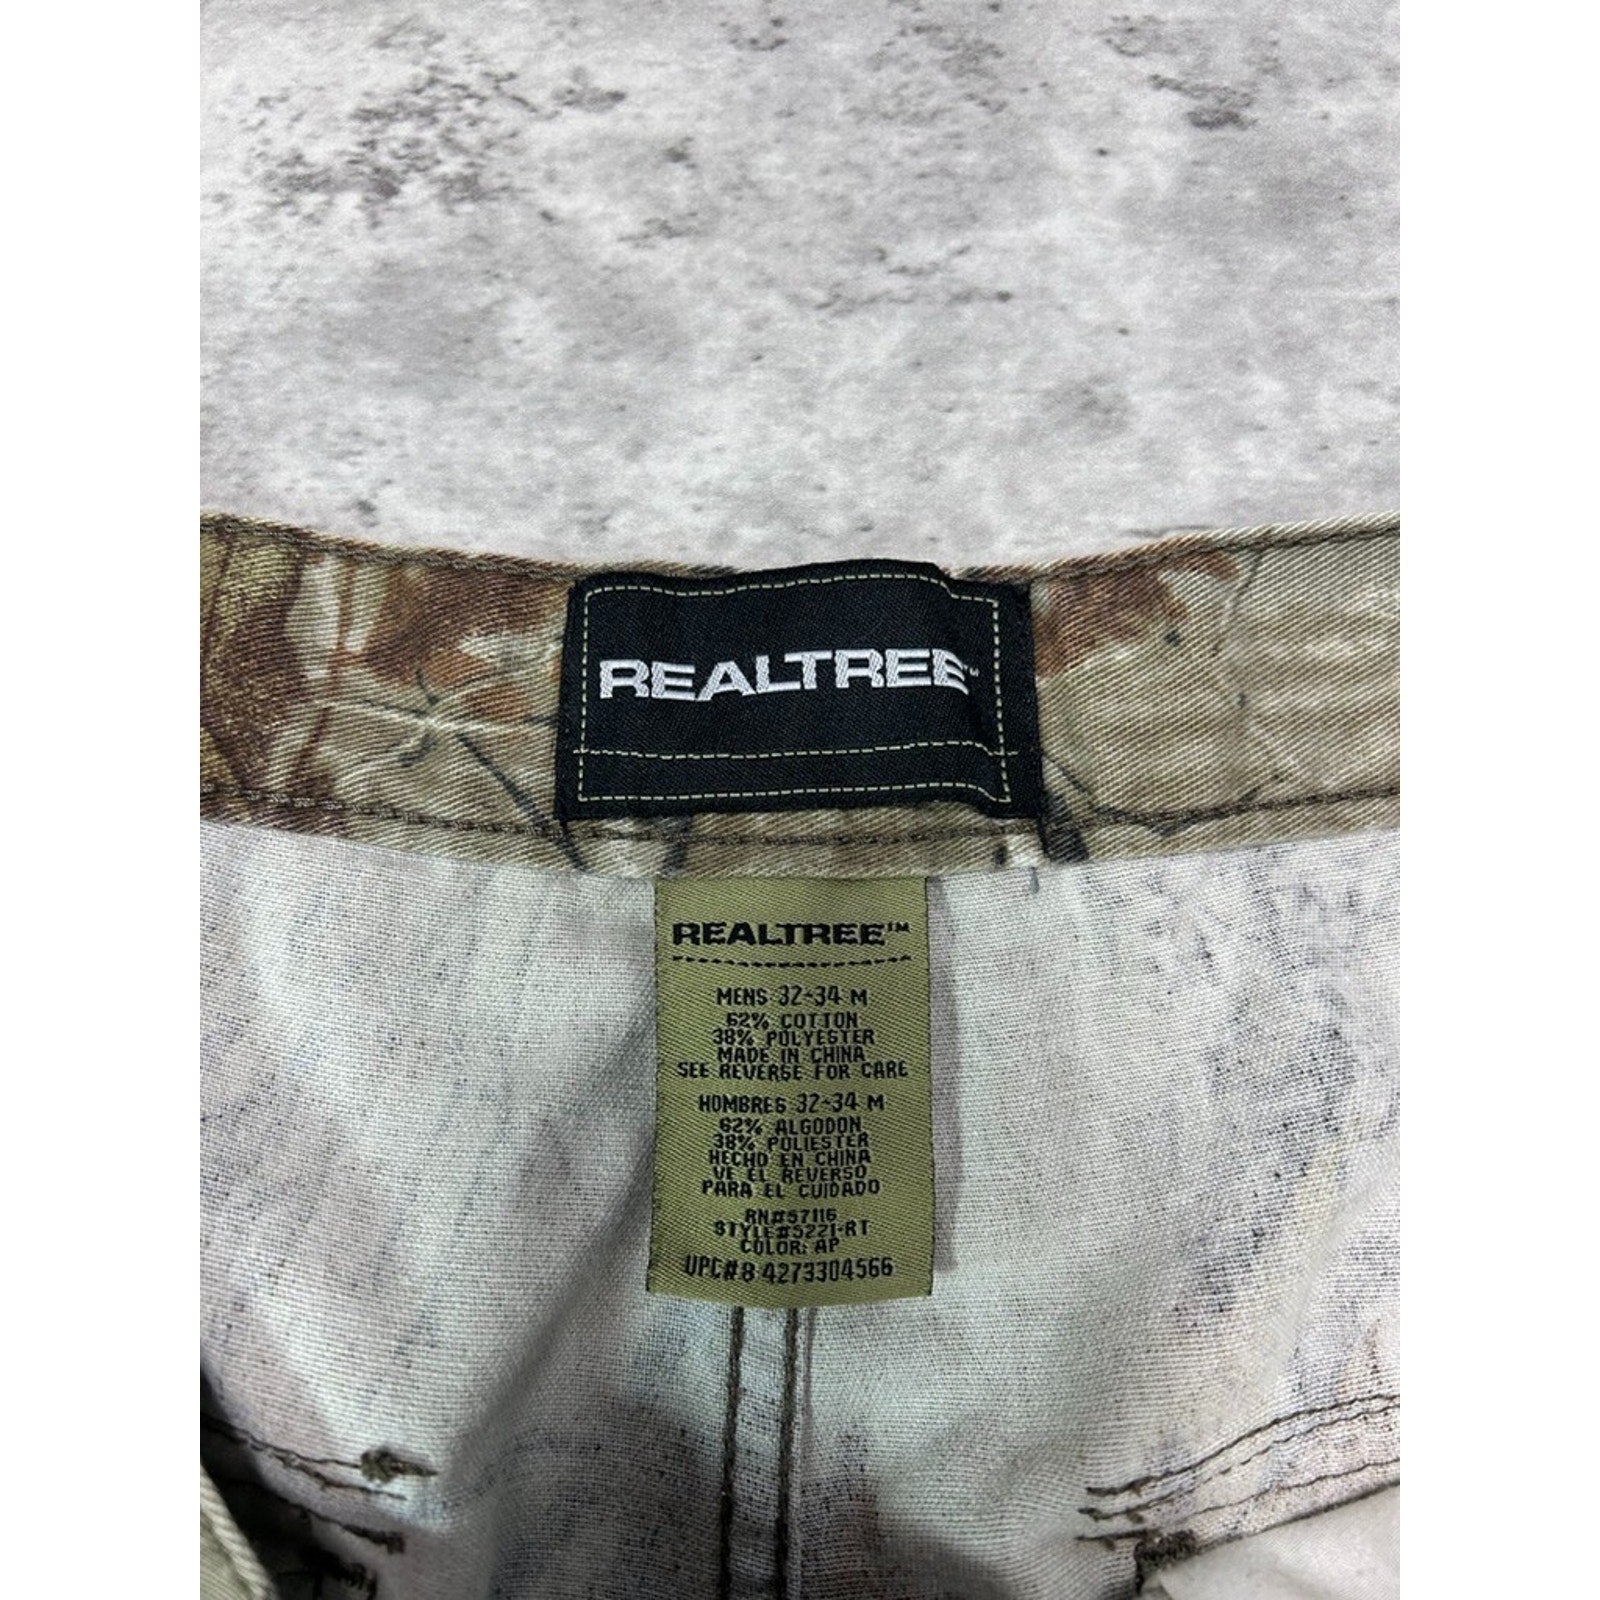 REALTREE™
REALTREE™
MENS 32-34 M
62% COTTON
38% POLYESTER
MADE IN CHINA
SEE REVERSE FOR CARE
HOMBRES 32-34 M
62% ALGODON
38% POLIESTER
HECHO EN CHINA
VE EL REVERSO
PARA EL CUIDADO
RN#57116
STYLE#5221-RT
COLOR: AP
UPC#8 4273304566